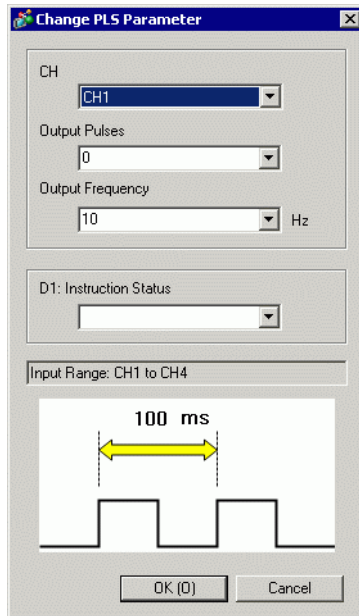 Change PLS Parameter
CH
CH1
Output Pulses
0
Output Frequency
10 Hz
D1: Instruction Status
Input Range: CH1 to CH4
100 ms
OK (O) Cancel